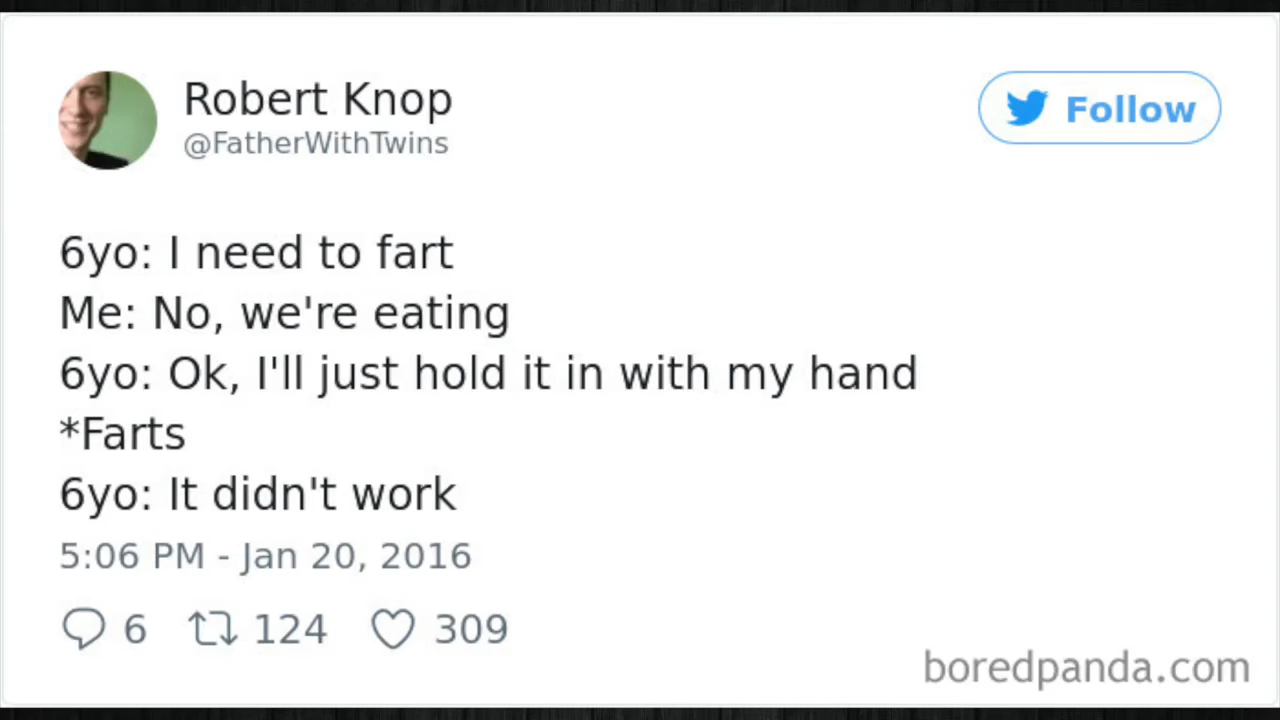 Robert Knop
@FatherWithTwins
Follow
6yo: I need to fart
Me: No, we're eating
6yo: Ok, I'll just hold it in with my hand
*Farts
6yo: It didn't work
5:06 PM - Jan 20, 2016
6 124 309
boredpanda.com